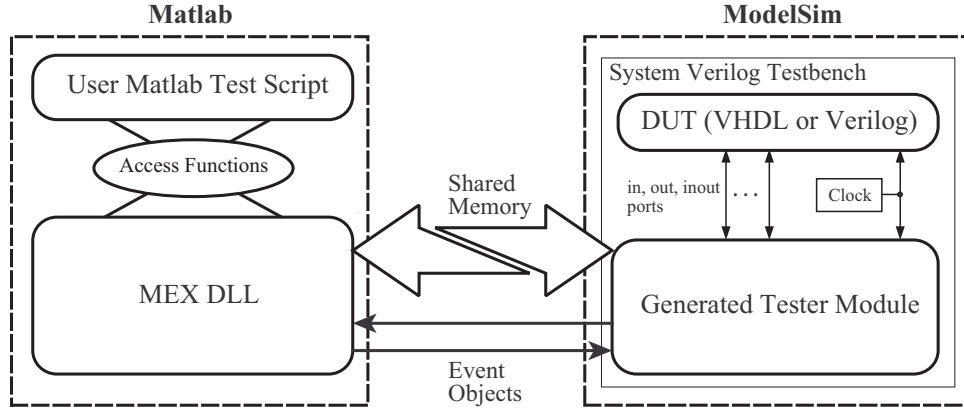 Matlab
ModelSim
User Matlab Test Script
Access Functions
MEX DLL
Shared
Memory
Event
Objects
System Verilog Testbench
DUT (VHDL or Verilog)
in, out, inout
ports
...
Clock
Generated Tester Module